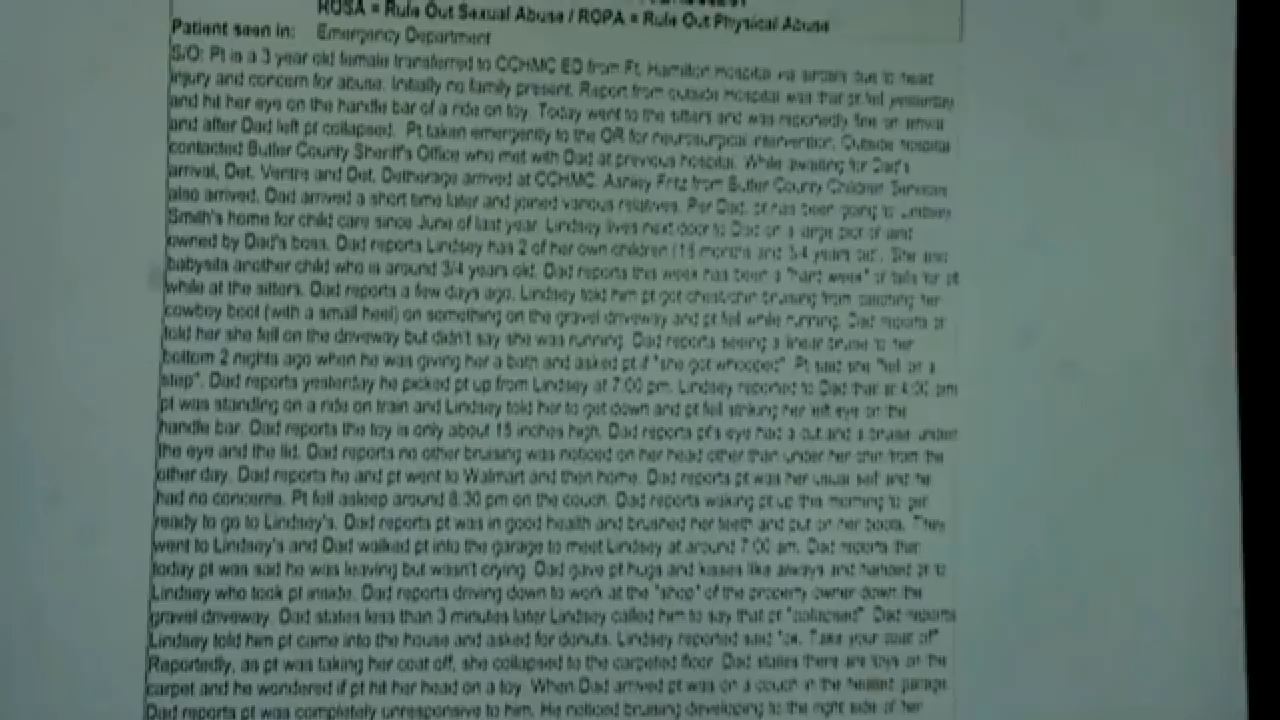 ROSA = Rule Out Sexual Abuse / ROPA = Rule Out Physical Abuse
Patient seen in: Emergency Department
S/O: Pt is a 3 year old female transferred to CCHMC ED from Ft. Hamilton Hospital via due to head
injury and concern for abuse. Initially no family present. Report from outside hospital was that pt fell yesterday
and hit her eye on the handle bar of a ride on toy. Today went to the sitters and was reportedly fine on arrival
and after Dad left pt collapsed. Pt taken emergently to the OR for neurosurgical intervention. Outside hospital
contacted Butler County Sheriff's Office who met with Dad at previous hospital. While awaiting for Dad's
arrival, Det. Ventre and Det. Detherage arrived at CCHMC. Ashley Fritz from Butler County Children Services
also arrived. Dad arrived a short time later and joined various relatives. Per Dad, pt has been going to Lindsey
Smith's home for child care since June of last year. Lindsey lives next door to Dad on a large plot of land
owned by Dad's boss. Dad reports Lindsey has 2 of her own children (15 months and 3/4 years old). She also
babysits another child who is around 3/4 years old. Dad reports this week has been a "hard week" of falls for pt
while at the sitters. Dad reports a few days ago, Lindsey told him pt got chest/chin bruising from catching her
cowboy boot (with a small heel) on something on the gravel driveway and pt fell while running. Dad reports pt
told her she fell on the driveway but didn't say she was running. Dad reports seeing a linear bruise to her
bottom 2 nights ago when he was giving her a bath and asked pt if "she got whooped". Pt said she "fell on a
step". Dad reports yesterday he picked pt up from Lindsey at 7:00 pm. Lindsey reported to Dad that at 4:00 pm
pt was standing on a ride on train and Lindsey told her to get down and pt fell striking her left eye on the
handle bar. Dad reports the toy is only about 15 inches high. Dad reports pt's eye had a cut and a bruise under
the eye and the lid. Dad reports no other bruising was noticed on her head other than under her chin from the
other day. Dad reports he and pt went to Walmart and then home. Dad reports pt was her usual self and he
had no concerns. Pt fell asleep around 8:30 pm on the couch. Dad reports waking pt up this morning to get
ready to go to Lindsey's. Dad reports pt was in good health and brushed her teeth and put on her boots. They
went to Lindsey's and Dad walked pt into the garage to meet Lindsey at around 7:00 am. Dad reports that
today pt was sad he was leaving but wasn't crying. Dad gave pt hugs and kisses like always and handed pt to
Lindsey who took pt inside. Dad reports driving down to work at the "shop" of the property owner down the
gravel driveway. Dad states less than 3 minutes later Lindsey called him to say that pt "collapsed". Dad reports
Lindsey told him pt came into the house and asked for donuts. Lindsey reported said "ok. Take your coat off".
Reportedly, as pt was taking her coat off, she collapsed to the carpeted floor. Dad states there are toys on the
carpet and he wondered if pt hit her head on a toy. When Dad arrived pt was on a couch in the heated garage.
Dad reports pt was completely unresponsive to him. He noticed bruising developing to the right side of her